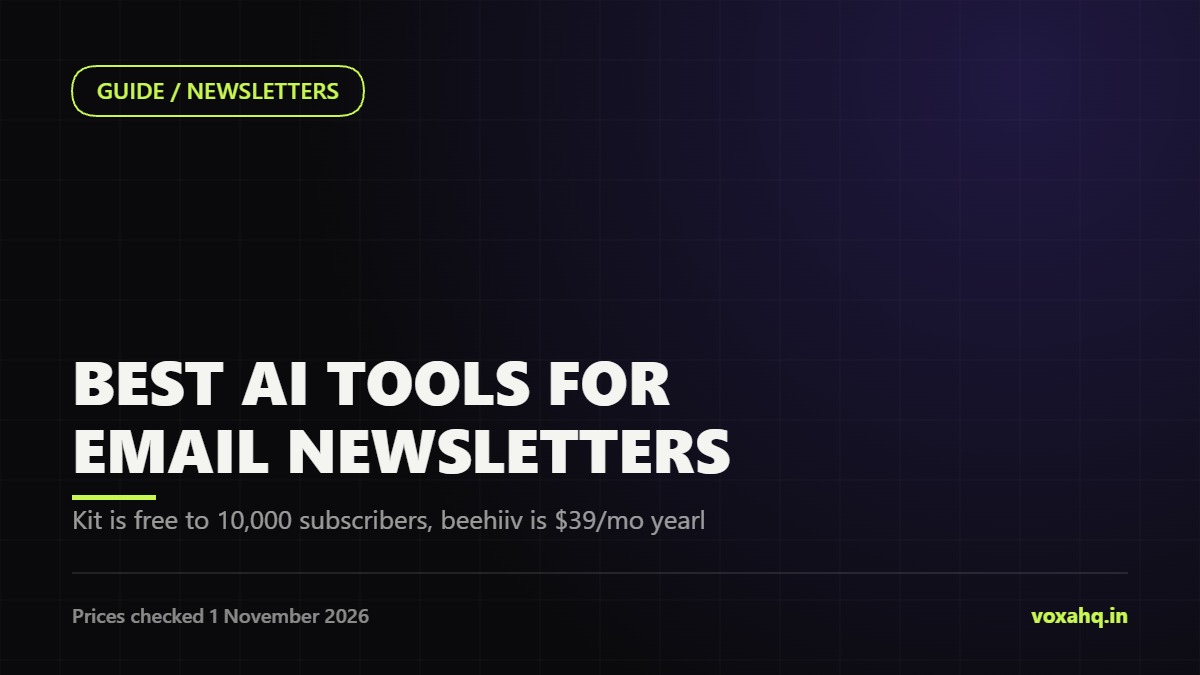 GUIDE / NEWSLETTERS
BEST AI TOOLS FOR
EMAIL NEWSLETTERS
Kit is free to 10,000 subscribers, beehiiv is $39/mo yearl
Prices checked 1 November 2026
voxahq.in